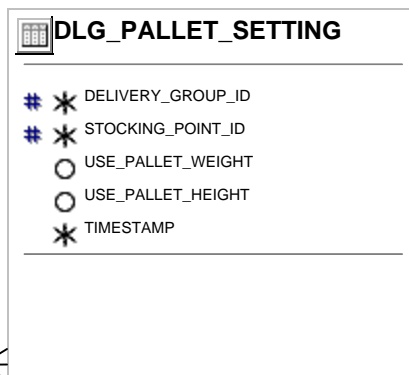 DLG_PALLET_SETTING
# * DELIVERY_GROUP_ID
# * STOCKING_POINT_ID
USE_PALLET_WEIGHT
USE_PALLET_HEIGHT
* TIMESTAMP